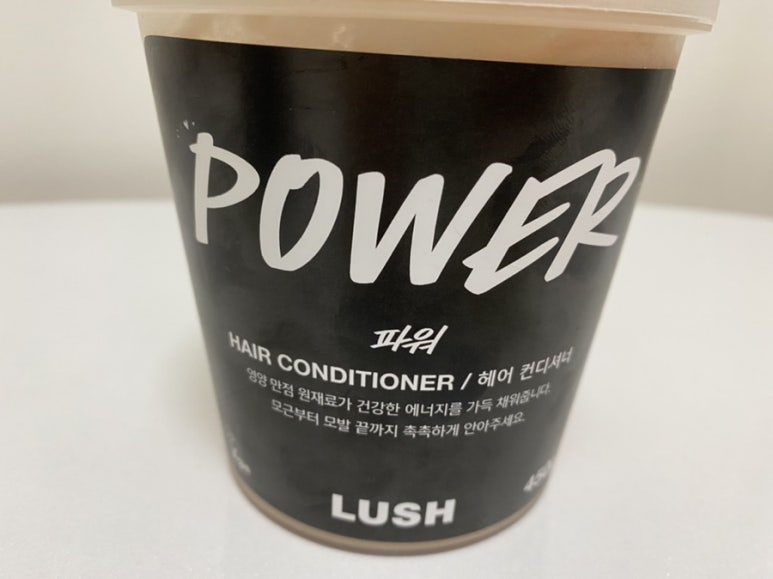 POWER
파워
HAIR CONDITIONER / 헤어 컨디셔너
영양 만점 원재료가 건강한 에너지를 가득 채워줍니다.
모근부터 모발 끝까지 촉촉하게 안아주세요.
450
LUSH